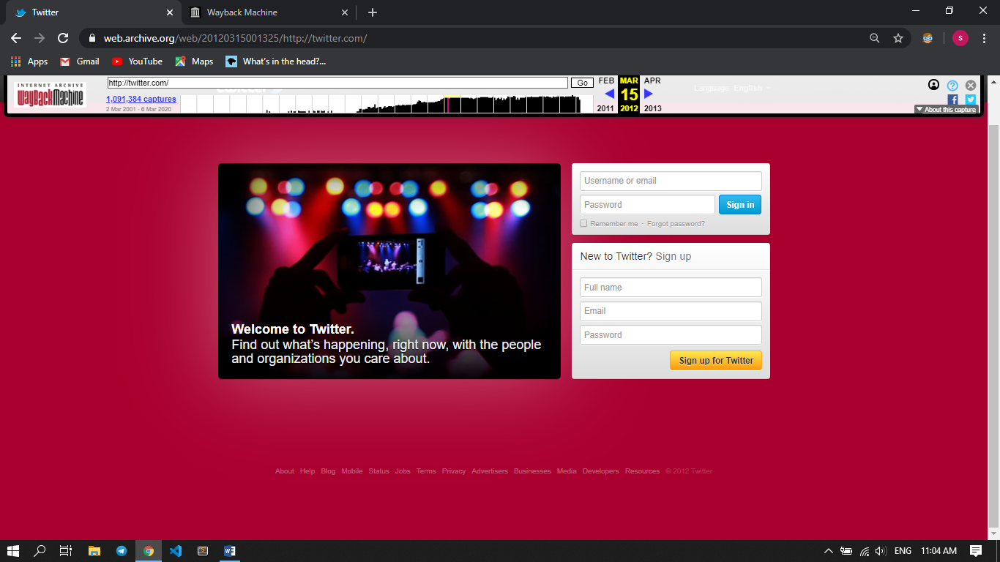 Twitter
Wayback Machine
web.archive.org/web/20120315001325/http://twitter.com/
S
Apps
Gmail
YouTube
Maps
What's in the head?...
INTERNET ARCHIVE
WayBackMachine
http://twitter.com/
Go
FEB
MAR
APR
Language: English
1,091,384 captures
15
2 Mar 2001 - 6 Mar 2020
2011
2012
2013
About this capture
Username or email
Password
Sign in
Remember me · Forgot password?
New to Twitter? Sign up
Full name
Email
Password
Sign up for Twitter
Welcome to Twitter.
Find out what's happening, right now, with the people
and organizations you care about.
About Help Blog Mobile Status Jobs Terms Privacy Advertisers Businesses Media Developers Resources © 2012 Twitter
ENG
11:04 AM